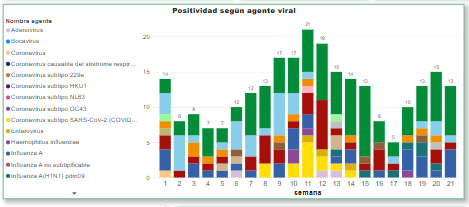 Positividad según agente viral
Nombre agente
Adenovirus
Bocavirus
Coronavirus
Coronavirus causante del síndrome respir...
Coronavirus subtipo 229e
Coronavirus subtipo HKU1
Coronavirus subtipo NL63
Coronavirus subtipo OC43
Coronavirus subtipo SARS-CoV-2 (COVID...
Enterovirus
Haemophilus influenzae
Influenza A
Influenza A no subtipificable
Influenza A(H1N1) pdm09
20
10
0
14 8 9 7 7 10 12 13 17 17 21 19 15 14 13 8 5 10 13 15 13
1 2 3 4 5 6 7 8 9 10 11 12 13 14 15 16 17 18 19 20 21
semana